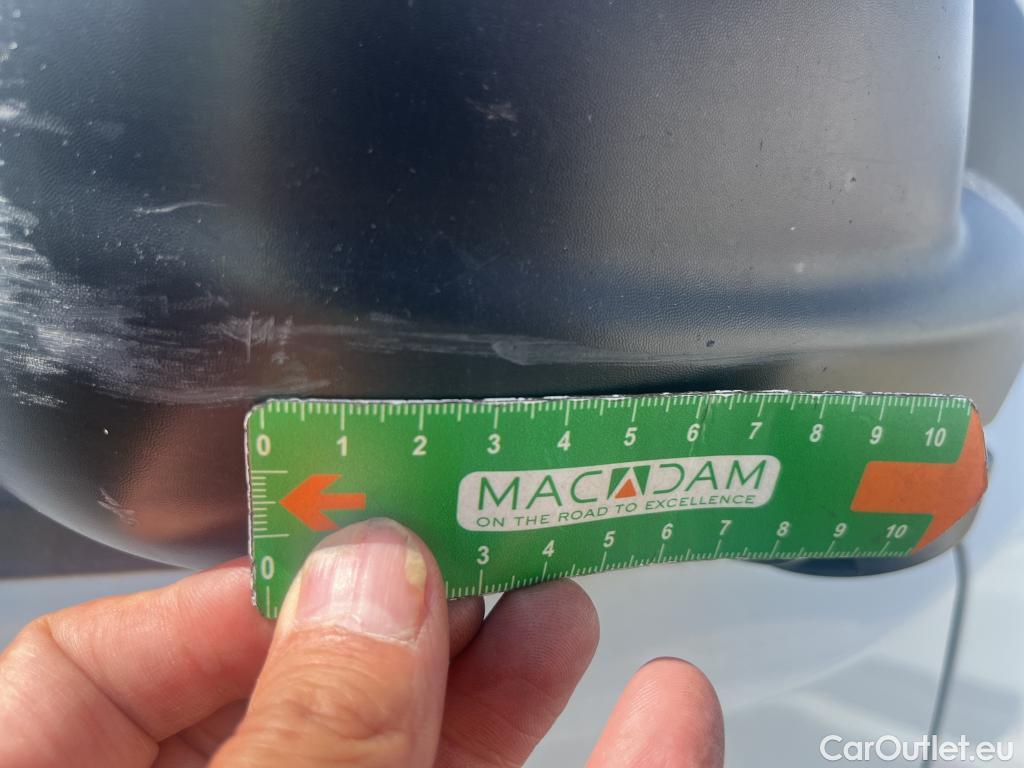 0 1 2 3 4 5 6 7 8 9 10
MACADAM
ON THE ROAD TO EXCELLENCE
0 3 4 5 6 7 8 9 10
CarOutlet.eu